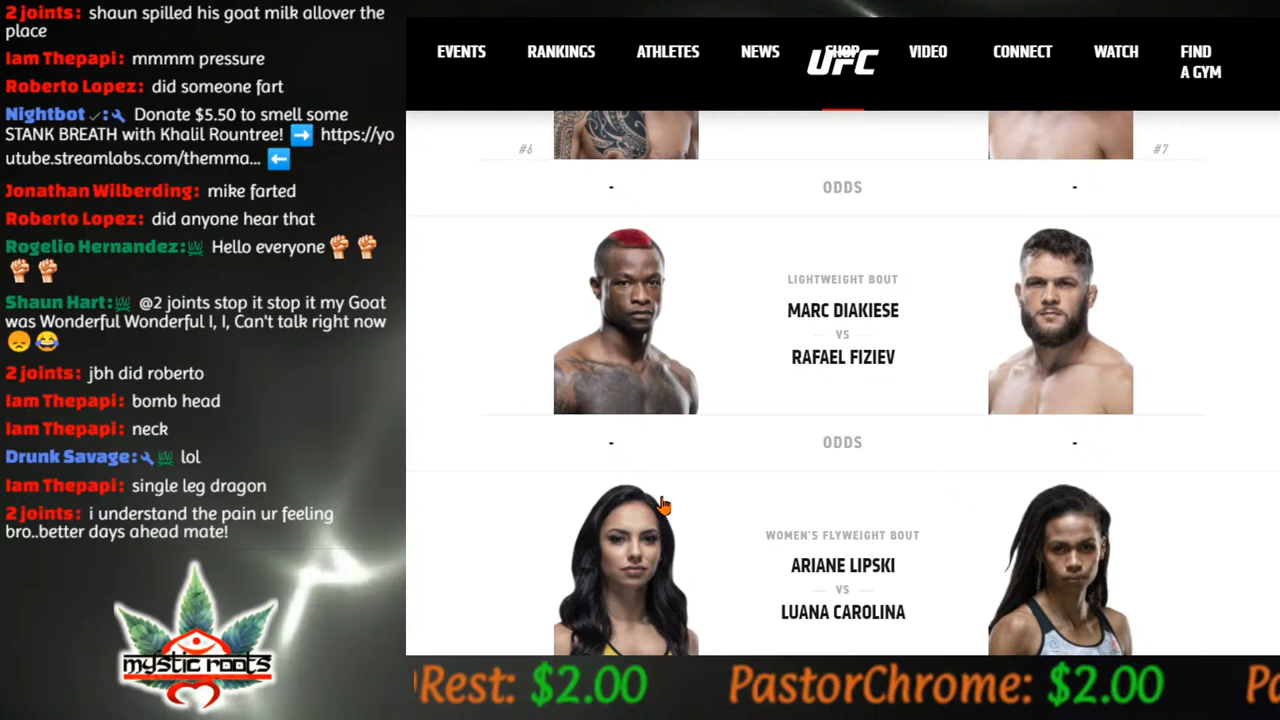 2 joints: shaun spilled his goat milk allover the
place
Iam Thepapi: mmmm pressure
Roberto Lopez: did someone fart
Nightbot ✓:🔧 Donate $5.50 to smell some
STANK BREATH with Khalil Rountree! ➡️ https://yo
utube.streamlabs.com/themma... ⬅️
Jonathan Wilberding: mike farted
Roberto Lopez: did anyone hear that
Rogelio Hernandez: Hello everyone ✊🏼 ✊🏼
✊🏼 ✊🏼
Shaun Hart: @2 joints stop it stop it my Goat
was Wonderful Wonderful I, I, Can't talk right now
😞😂
2 joints: jbh did roberto
Iam Thepapi: bomb head
Iam Thepapi: neck
Drunk Savage:🔧 lol
Iam Thepapi: single leg dragon
2 joints: i understand the pain ur feeling
bro..better days ahead mate!
mystic roots
EVENTS RANKINGS ATHLETES NEWS SHOP UFC VIDEO CONNECT WATCH FIND
A GYM
#6 #7
- ODDS -
LIGHTWEIGHT BOUT
MARC DIAKIESE
VS
RAFAEL FIZIEV
- ODDS -
WOMEN'S FLYWEIGHT BOUT
ARIANE LIPSKI
VS
LUANA CAROLINA
Rest: $2.00 PastorChrome: $2.00 Pa